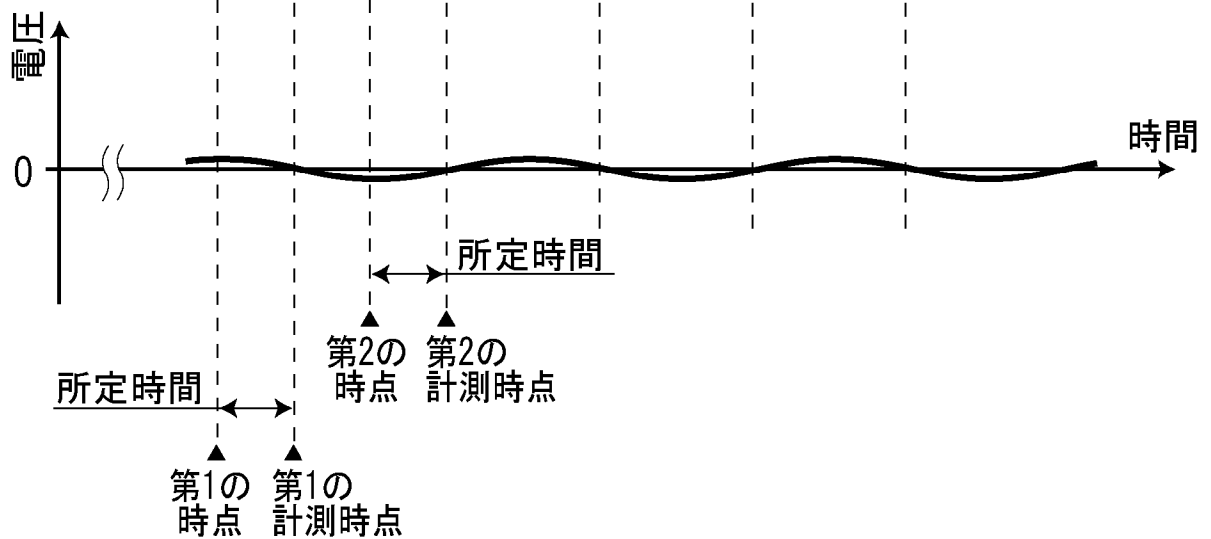 電圧
時間
0
所定時間
第2の
時点
第2の
計測時点
所定時間
第1の
時点
第1の
計測時点